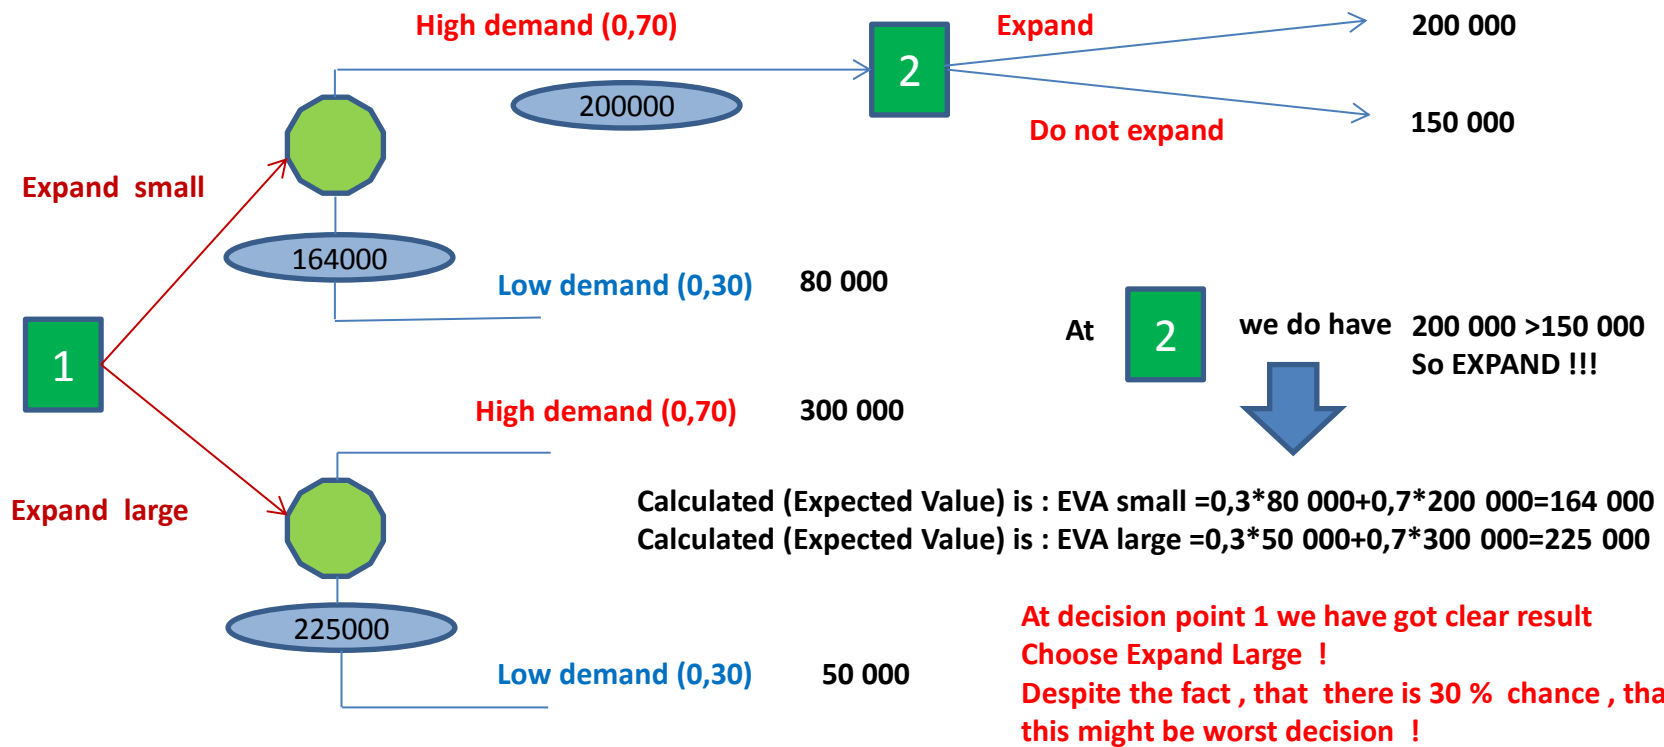 High demand (0,70)
2
Expand
200 000
200000
Do not expand
150 000
Expand  small
164000
Low demand (0,30)
80 000
1
At
2
we do have
200 000 >150 000
So EXPAND !!!
High demand (0,70)
300 000
Expand  large
Calculated (Expected Value) is : EVA small =0,3*80 000+0,7*200 000=164 000
Calculated (Expected Value) is : EVA large =0,3*50 000+0,7*300 000=225 000
225000
Low demand (0,30)
50 000
At decision point 1 we have got clear result
Choose Expand Large  !
Despite the fact , that  there is 30 %  chance , tha
this might be worst decision  !